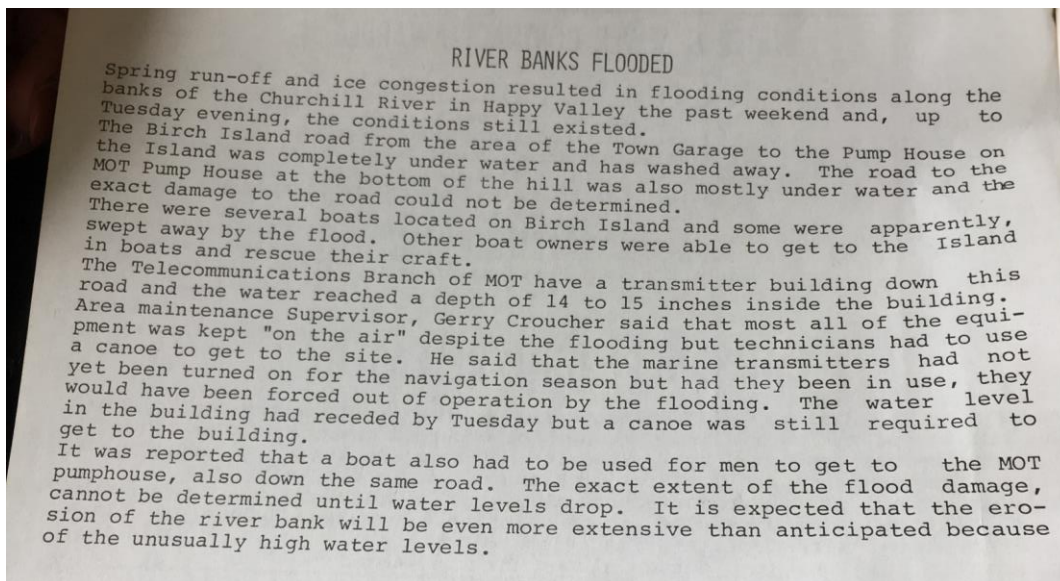 RIVER BANKS FLOODED
Spring run-off and ice congestion resulted in flooding conditions along the
banks of the Churchill River in Happy Valley the past weekend and, up to
Tuesday evening, the conditions still existed.
The Birch Island road from the area of the Town Garage to the Pump House on
the Island was completely under water and has washed away. The road to the
MOT Pump House at the bottom of the hill was also mostly under water and the
exact damage to the road could not be determined.
There were several boats located on Birch Island and some were apparently,
swept away by the flood. Other boat owners were able to get to the Island
in boats and rescue their craft.
The Telecommunications Branch of MOT have a transmitter building down this
road and the water reached a depth of 14 to 15 inches inside the building.
Area maintenance Supervisor, Gerry Croucher said that most all of the equi-
pment was kept "on the air" despite the flooding but technicians had to use
a canoe to get to the site. He said that the marine transmitters had not
yet been turned on for the navigation season but had they been in use, they
would have been forced out of operation by the flooding. The water level
in the building had receded by Tuesday but a canoe was still required to
get to the building.
It was reported that a boat also had to be used for men to get to the MOT
pumphouse, also down the same road. The exact extent of the flood damage,
cannot be determined until water levels drop. It is expected that the ero-
sion of the river bank will be even more extensive than anticipated because
of the unusually high water levels.